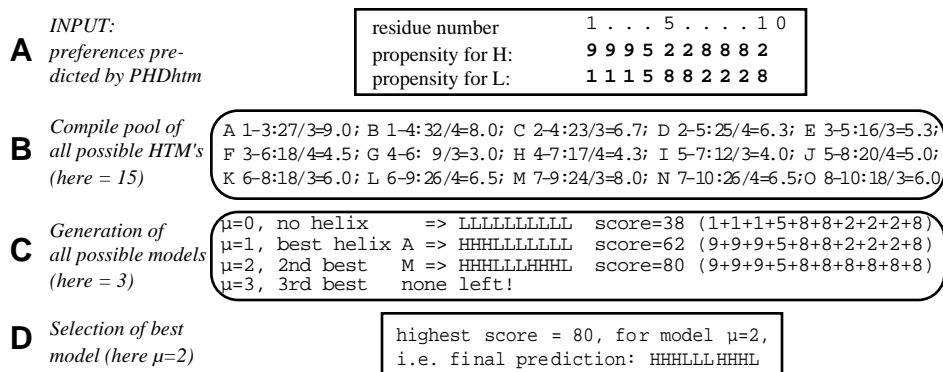 A
INPUT:
preferences pre-
dicted by PHDhtm
residue number 1 . . . 5 . . . . 1 0
propensity for H: 9 9 9 5 2 2 8 8 8 2
propensity for L: 1 1 1 5 8 8 2 2 2 8
B
Compile pool of
all possible HTM's
(here = 15)
A 1-3:27/3=9.0; B 1-4:32/4=8.0; C 2-4:23/3=6.7; D 2-5:25/4=6.3; E 3-5:16/3=5.3;
F 3-6:18/4=4.5; G 4-6: 9/3=3.0; H 4-7:17/4=4.3; I 5-7:12/3=4.0; J 5-8:20/4=5.0;
K 6-8:18/3=6.0; L 6-9:26/4=6.5; M 7-9:24/3=8.0; N 7-10:26/4=6.5;O 8-10:18/3=6.0
C
Generation of
all possible models
(here = 3)
µ=0, no helix => LLLLLLLLLL score=38 (1+1+1+5+8+8+2+2+2+8)
µ=1, best helix A => HHHLLLLLLL score=62 (9+9+9+5+8+8+2+2+2+8)
µ=2, 2nd best M => HHHLLLHHHL score=80 (9+9+9+5+8+8+8+8+8+8)
µ=3, 3rd best none left!
D
Selection of best
model (here µ=2)
highest score = 80, for model µ=2,
i.e. final prediction: HHHLLLHHHL